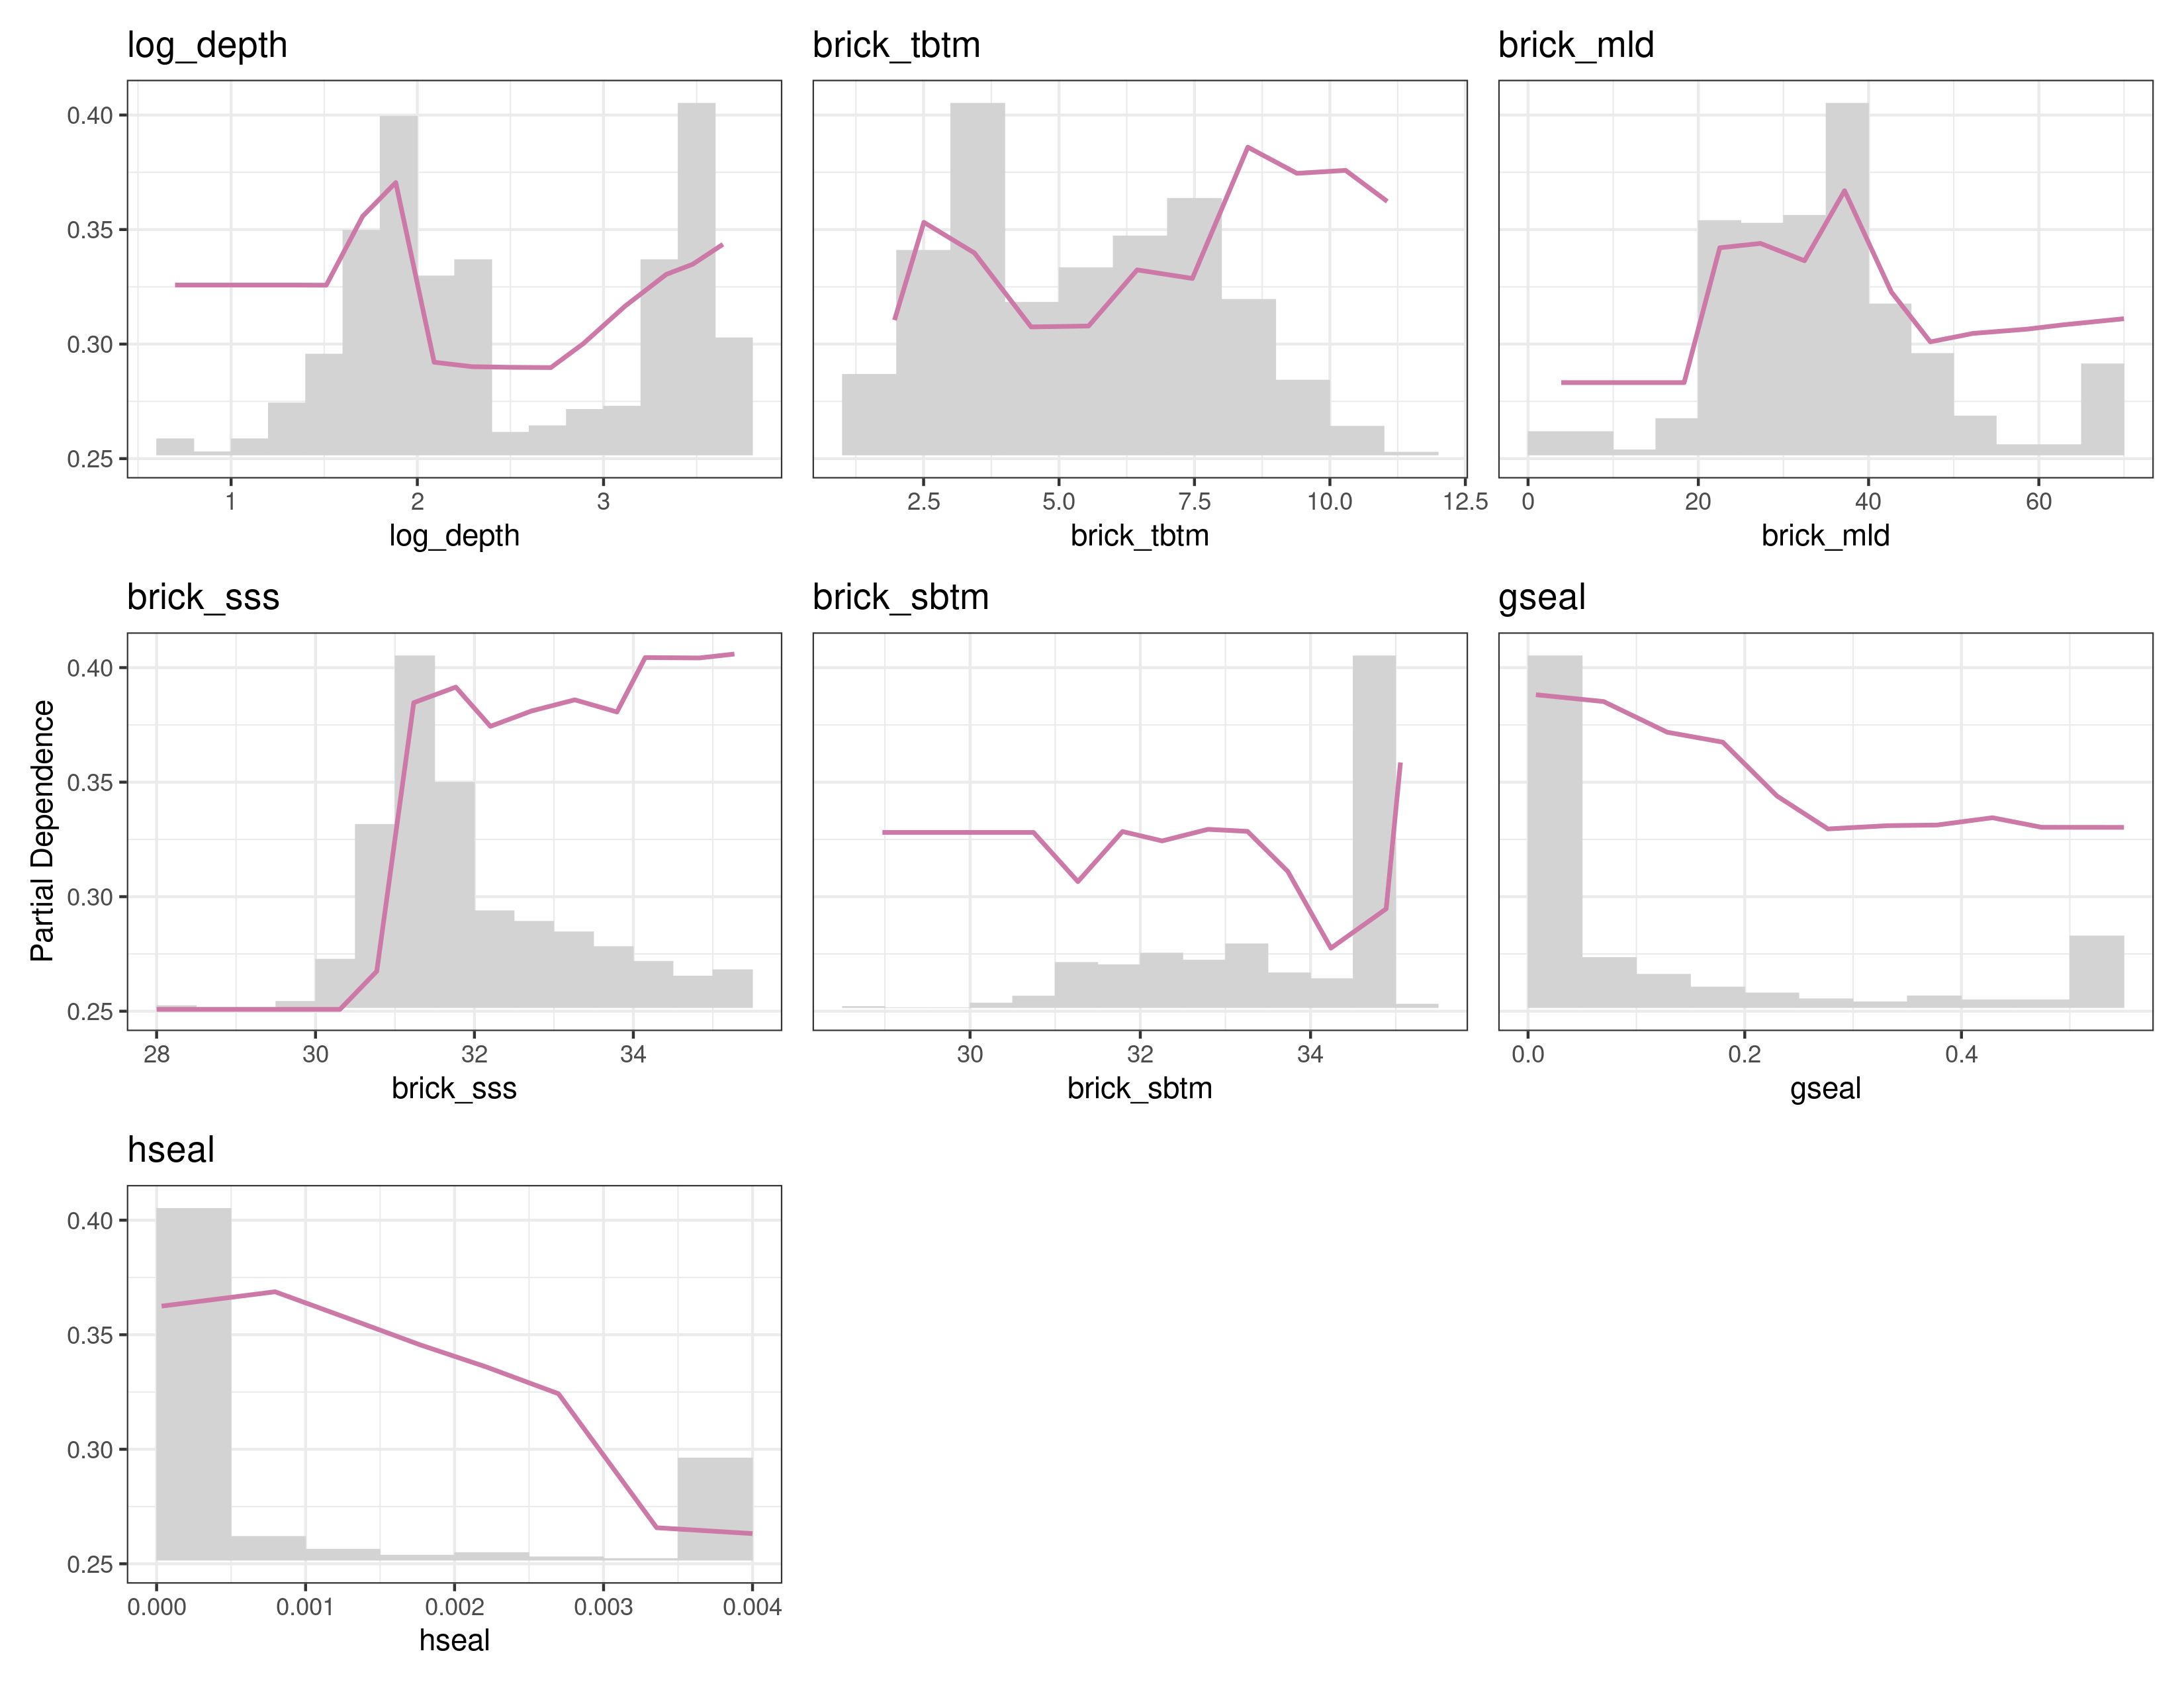 log_depth brick_tbtm brick_mld
0.40
0.35
0.30
0.25
1 2 3 2.5 5.0 7.5 10.0 12.5 0 20 40 60
log_depth brick_tbtm brick_mld
brick_sss brick_sbtm gseal
Partial Dependence
0.40
0.35
0.30
0.25
28 30 32 34 30 32 34 0.0 0.2 0.4
brick_sss brick_sbtm gseal
hseal
0.40
0.35
0.30
0.25
0.000 0.001 0.002 0.003 0.004
hseal